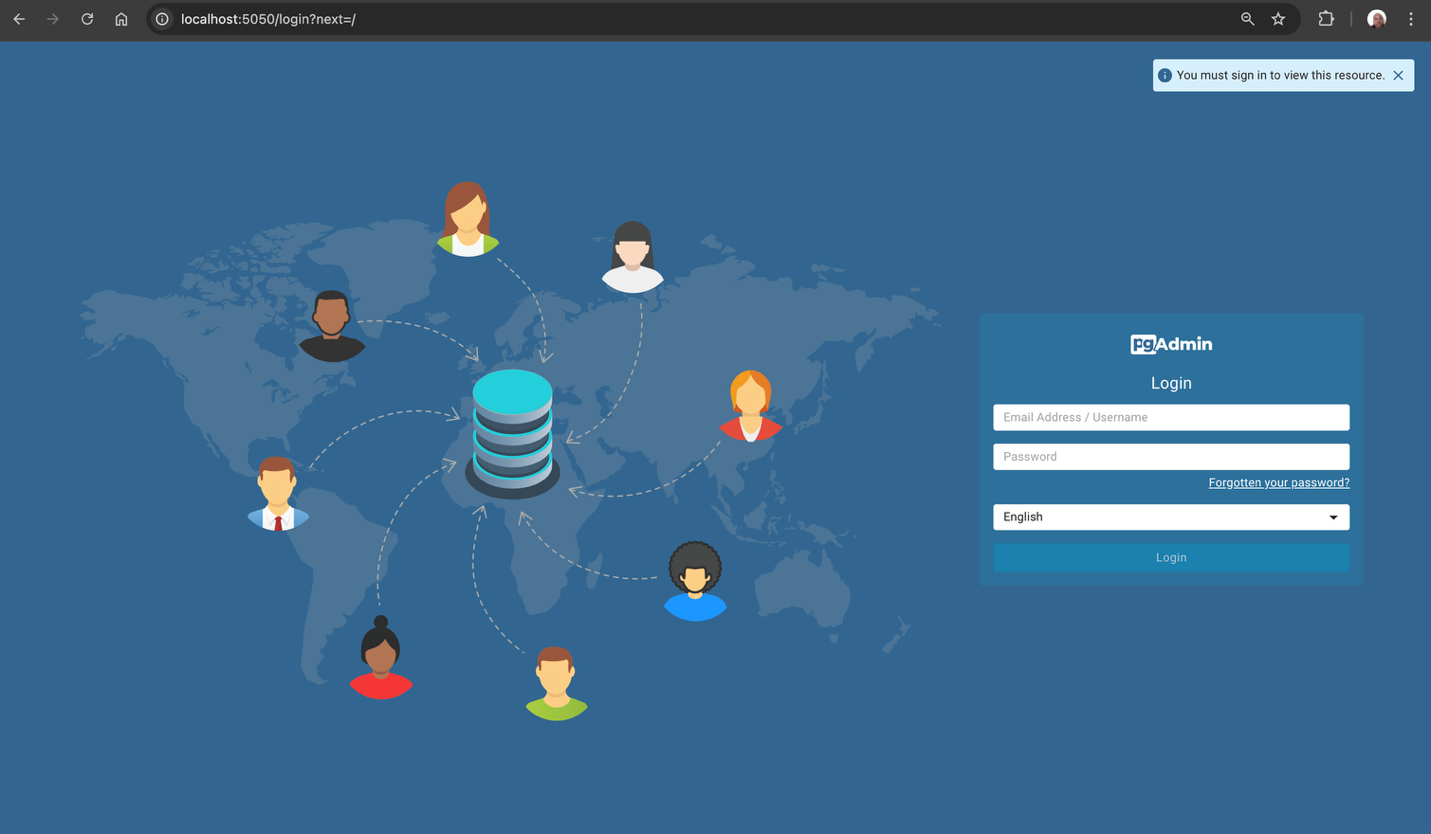 localhost:5050/login?next=/
You must sign in to view this resource.
pgAdmin
Login
Email Address / Username
Password
Forgotten your password?
English
Login